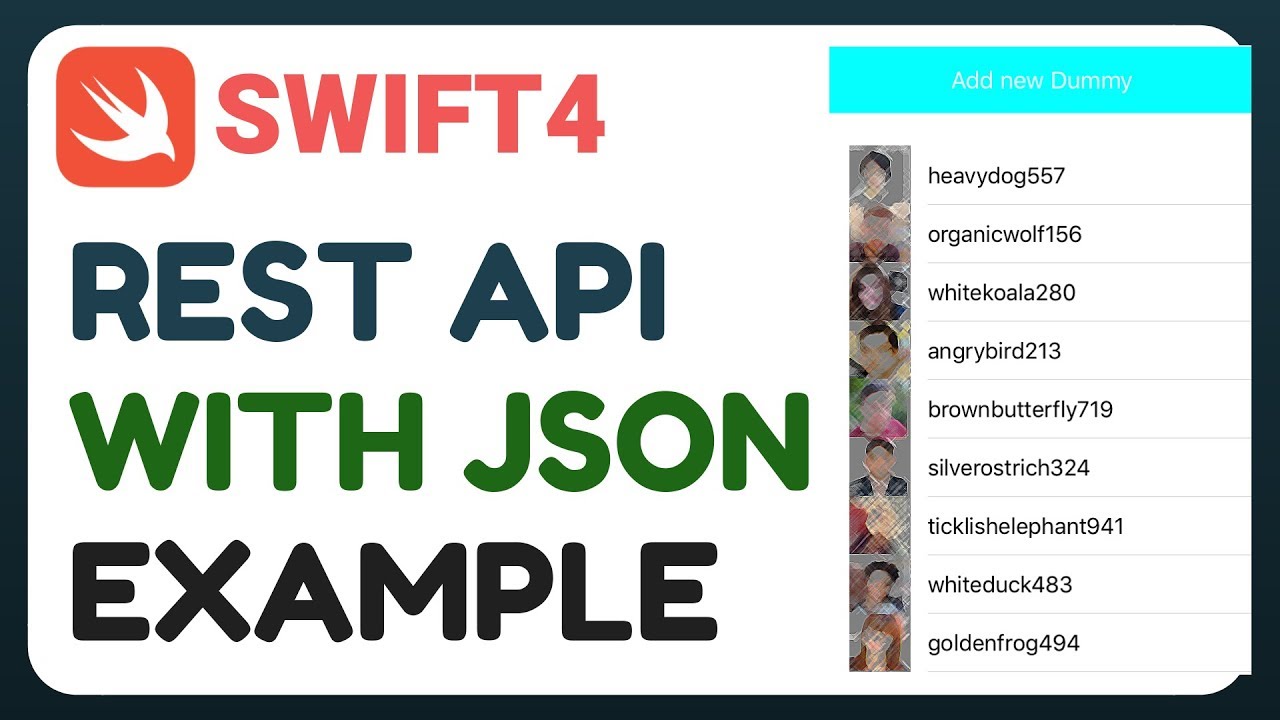 SWIFT4
REST API
WITH JSON
EXAMPLE
Add new Dummy
heavydog557
organicwolf156
whitekoala280
angrybird213
brownbutterfly719
silverostrich324
ticklishelephant941
whiteduck483
goldenfrog494